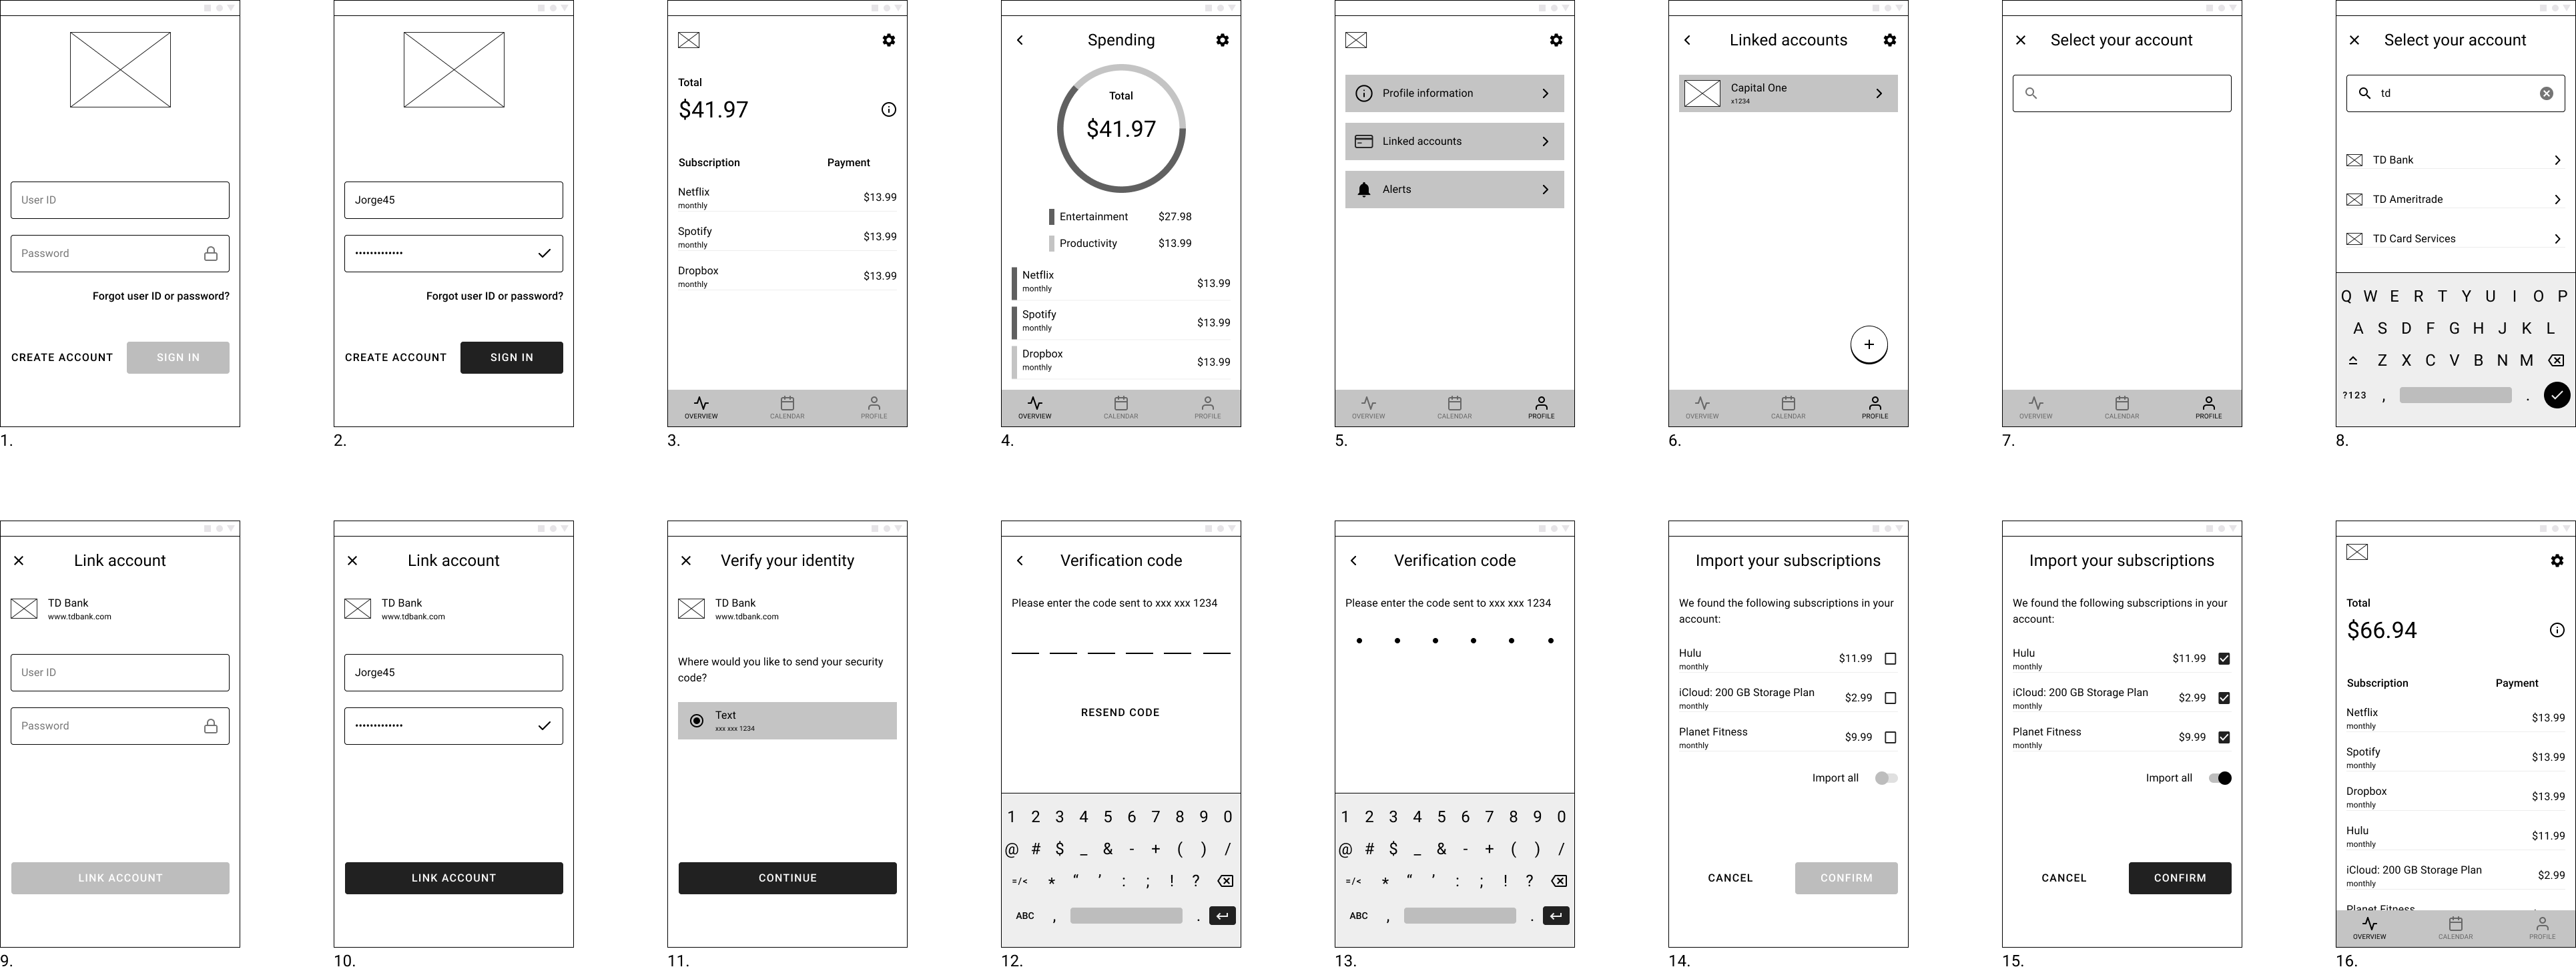 User ID
Password
Forgot user ID or password?
CREATE ACCOUNT
SIGN IN
1.
Jorge45
•••••••••••••
Forgot user ID or password?
CREATE ACCOUNT
SIGN IN
2.
Total
$41.97
Subscription Payment
Netflix
monthly
$13.99
Spotify
monthly
$13.99
Dropbox
monthly
$13.99
OVERVIEW CALENDAR PROFILE
3.
Spending
Total
$41.97
Entertainment $27.98
Productivity $13.99
Netflix
monthly
$13.99
Spotify
monthly
$13.99
Dropbox
monthly
$13.99
OVERVIEW CALENDAR PROFILE
4.
Profile information
Linked accounts
Alerts
OVERVIEW CALENDAR PROFILE
5.
Linked accounts
Capital One
x1234
+
OVERVIEW CALENDAR PROFILE
6.
Select your account
OVERVIEW CALENDAR PROFILE
7.
Select your account
td
TD Bank
TD Ameritrade
TD Card Services
Q W E R T Y U I O P
A S D F G H J K L
Z X C V B N M
?123 , .
8.
Link account
TD Bank
www.tdbank.com
User ID
Password
LINK ACCOUNT
9.
Link account
TD Bank
www.tdbank.com
Jorge45
•••••••••••••
LINK ACCOUNT
10.
Verify your identity
TD Bank
www.tdbank.com
Where would you like to send your security
code?
Text
xxx xxx 1234
CONTINUE
11.
Verification code
Please enter the code sent to xxx xxx 1234
RESEND CODE
1 2 3 4 5 6 7 8 9 0
@ # $ _ & - + ( ) /
=/< * “ ’ : ; ! ?
ABC , .
12.
Verification code
Please enter the code sent to xxx xxx 1234
• • • • • •
1 2 3 4 5 6 7 8 9 0
@ # $ _ & - + ( ) /
=/< * “ ’ : ; ! ?
ABC , .
13.
Import your subscriptions
We found the following subscriptions in your
account:
Hulu
monthly
$11.99
iCloud: 200 GB Storage Plan
monthly
$2.99
Planet Fitness
monthly
$9.99
Import all
CANCEL
CONFIRM
14.
Import your subscriptions
We found the following subscriptions in your
account:
Hulu
monthly
$11.99
iCloud: 200 GB Storage Plan
monthly
$2.99
Planet Fitness
monthly
$9.99
Import all
CANCEL
CONFIRM
15.
Total
$66.94
Subscription Payment
Netflix
monthly
$13.99
Spotify
monthly
$13.99
Dropbox
monthly
$13.99
Hulu
monthly
$11.99
iCloud: 200 GB Storage Plan
monthly
$2.99
Planet Fitness
OVERVIEW CALENDAR PROFILE
16.